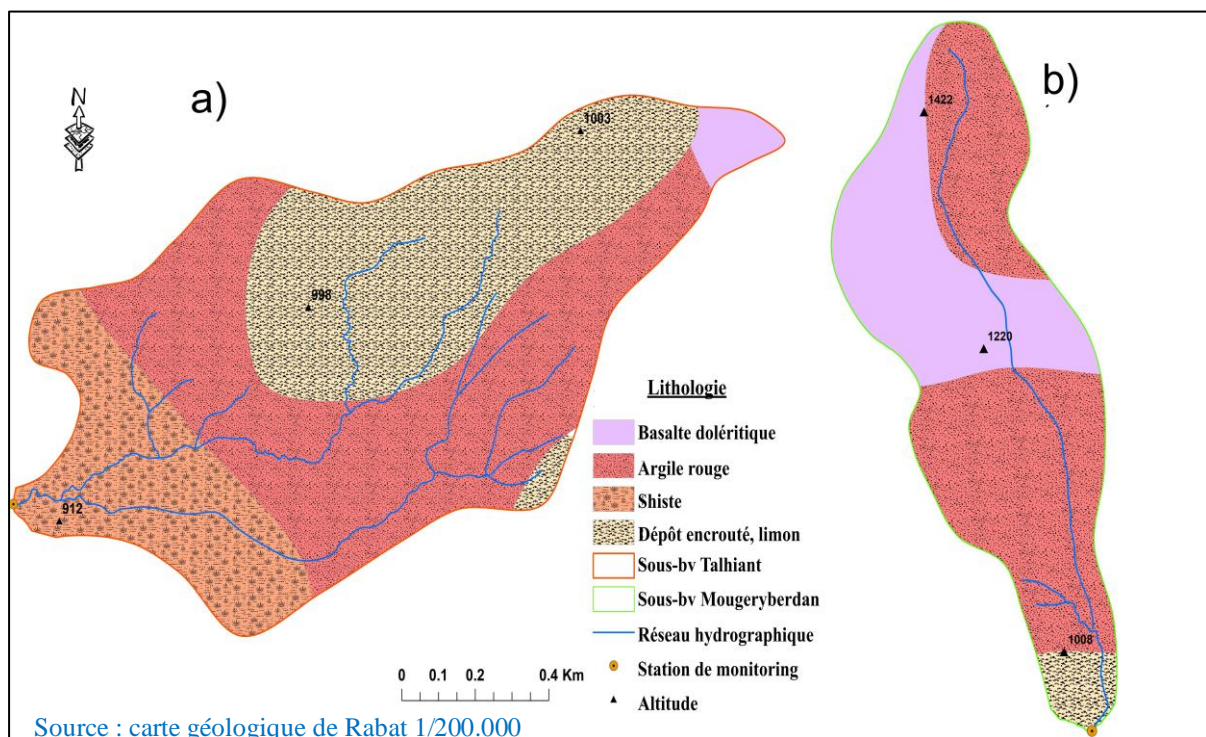 a)
b)
N
1003
998
912
1422
1220
1008
Lithologie
Basalte doléritique
Argile rouge
Shiste
Dépôt encrouté, limon
Sous-bv Talhiant
Sous-bv Mougeryberdan
Réseau hydrographique
Station de monitoring
Altitude
0 0.1 0.2 0.4 Km
Source : carte géologique de Rabat 1/200.000